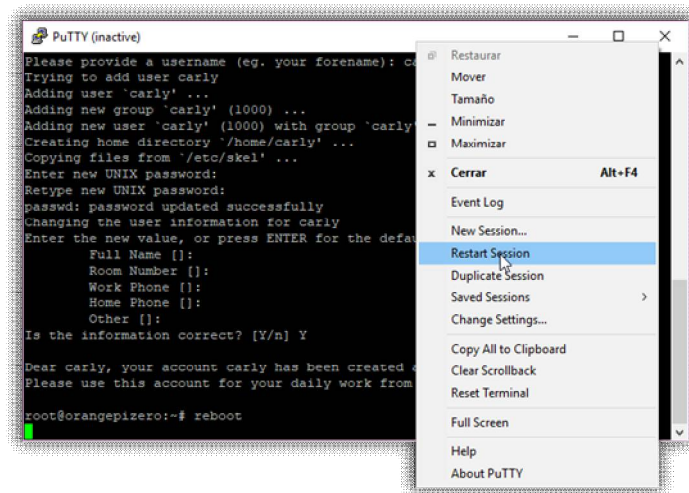 PuTTY (inactive)
Please provide a username (eg. your forename): ca
Trying to add user carly
Adding user `carly' ...
Adding new group `carly' (1000) ...
Adding new user `carly' (1000) with group `carly'
Creating home directory `/home/carly' ...
Copying files from `/etc/skel' ...
Enter new UNIX password:
Retype new UNIX password:
passwd: password updated successfully
Changing the user information for carly
Enter the new value, or press ENTER for the defau
Full Name []:
Room Number []:
Work Phone []:
Home Phone []:
Other []:
Is the information correct? [Y/n] Y
Dear carly, your account carly has been created a
Please use this account for your daily work from
root@orangepizero:~# reboot
Restaurar
Mover
Tamaño
Minimizar
Maximizar
Cerrar Alt+F4
Event Log
New Session...
Restart Session
Duplicate Session
Saved Sessions
Change Settings...
Copy All to Clipboard
Clear Scrollback
Reset Terminal
Full Screen
Help
About PuTTY